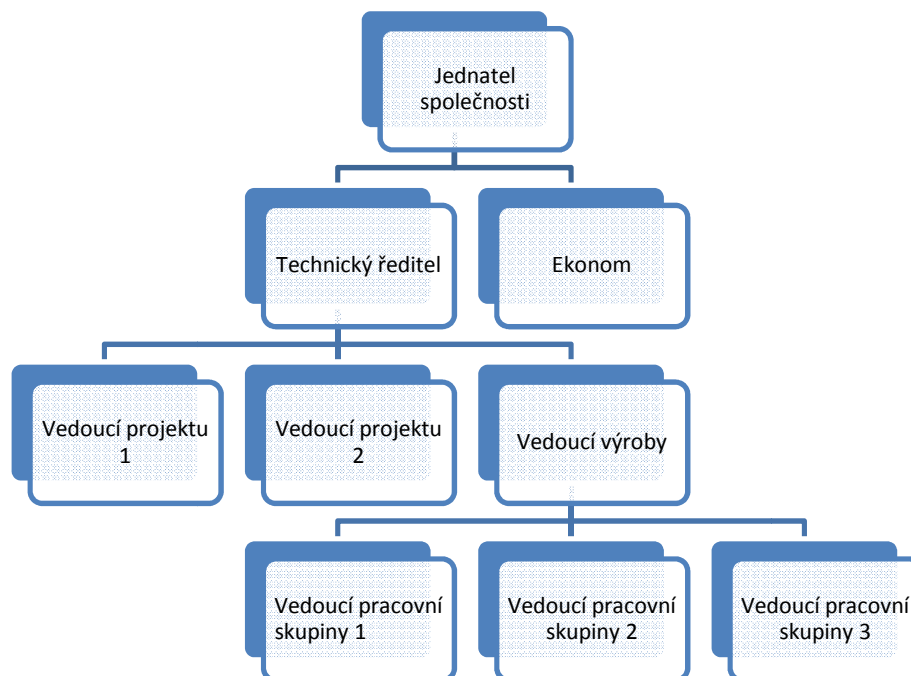 Jednatel
společnosti
Technický ředitel
Ekonom
Vedoucí projektu
1
Vedoucí projektu
2
Vedoucí výroby
Vedoucí pracovní
skupiny 1
Vedoucí pracovní
skupiny 2
Vedoucí pracovní
skupiny 3